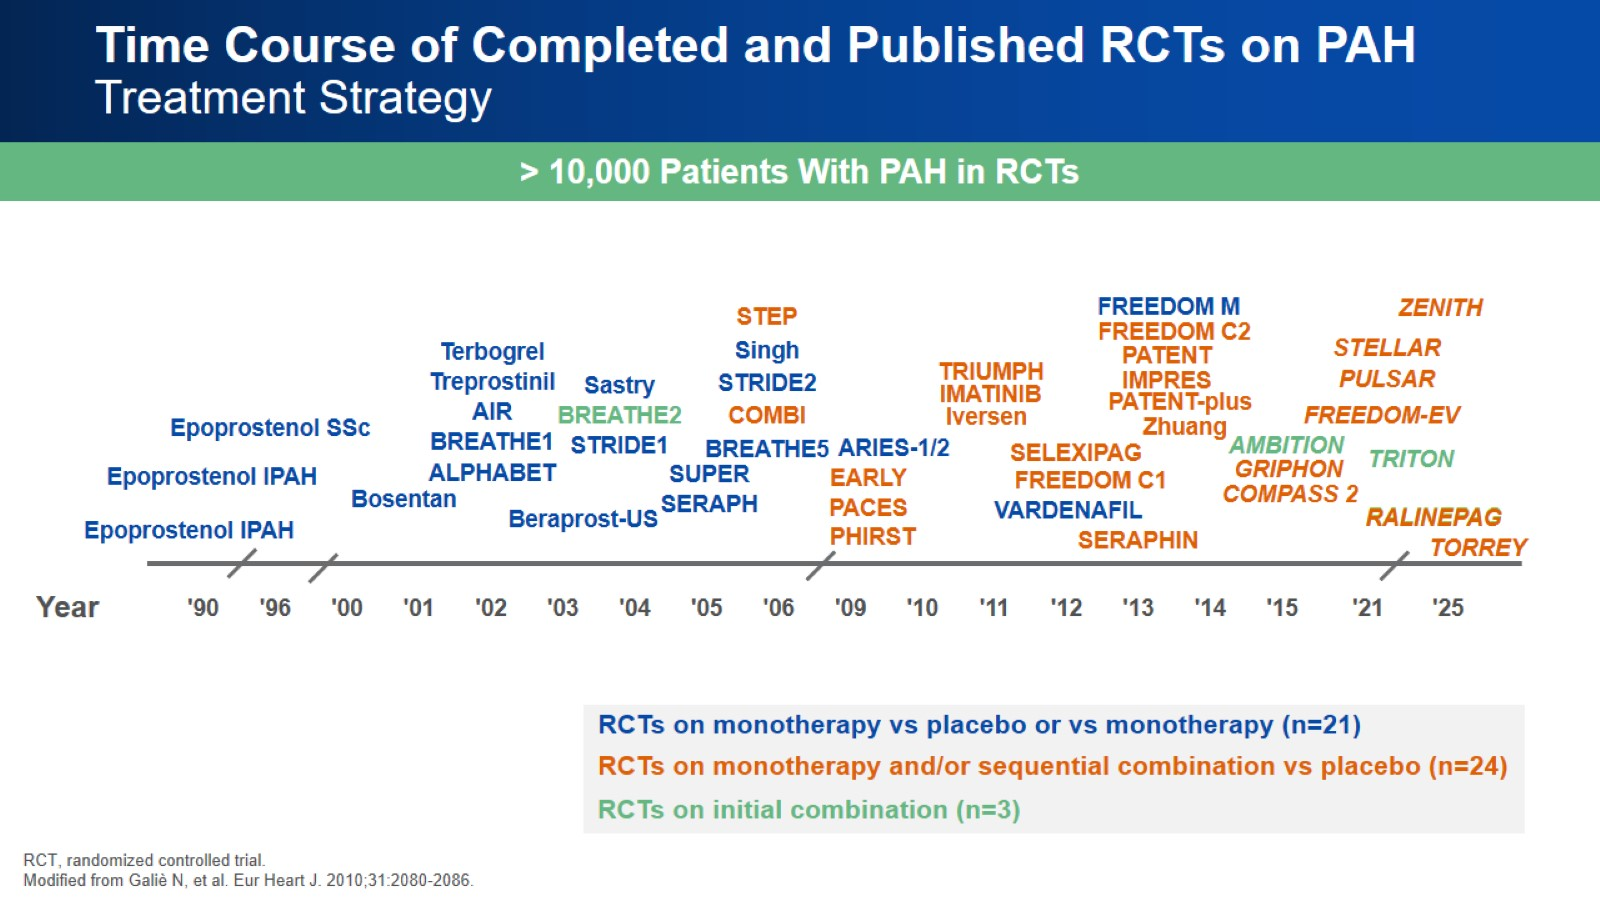 Time Course of Completed and Published RCTs on PAH
Treatment Strategy
> 10,000 Patients With PAH in RCTs
Epoprostenol SSc
Epoprostenol IPAH
Epoprostenol IPAH
Bosentan
Terbogrel
Treprostinil
AIR
BREATHE1
ALPHABET
Sastry
BREATHE2
STRIDE1
Beraprost-US
STEP
Singh
STRIDE2
COMBI
BREATHE5
SUPER
SERAPH
ARIES-1/2
EARLY
PACES
PHIRST
TRIUMPH
IMATINIB
Iversen
SELEXIPAG
FREEDOM C1
VARDENAFIL
SERAPHIN
FREEDOM M
FREEDOM C2
PATENT
IMPRES
PATENT-plus
Zhuang
AMBITION
GRIPHON
COMPASS 2
ZENITH
STELLAR
PULSAR
FREEDOM-EV
TRITON
RALINEPAG
TORREY
Year '90 '96 '00 '01 '02 '03 '04 '05 '06 '09 '10 '11 '12 '13 '14 '15 '21 '25
RCTs on monotherapy vs placebo or vs monotherapy (n=21)
RCTs on monotherapy and/or sequential combination vs placebo (n=24)
RCTs on initial combination (n=3)
RCT, randomized controlled trial.
Modified from Galiè N, et al. Eur Heart J. 2010;31:2080-2086.